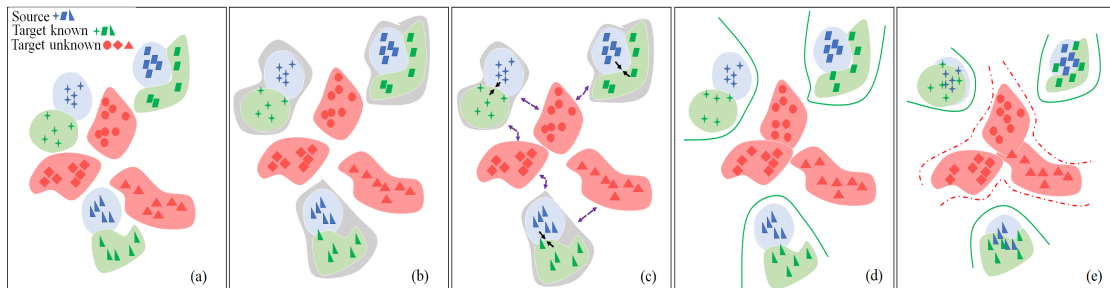 Source
Target known
Target unknown
(a)
(b)
(c)
(d)
(e)